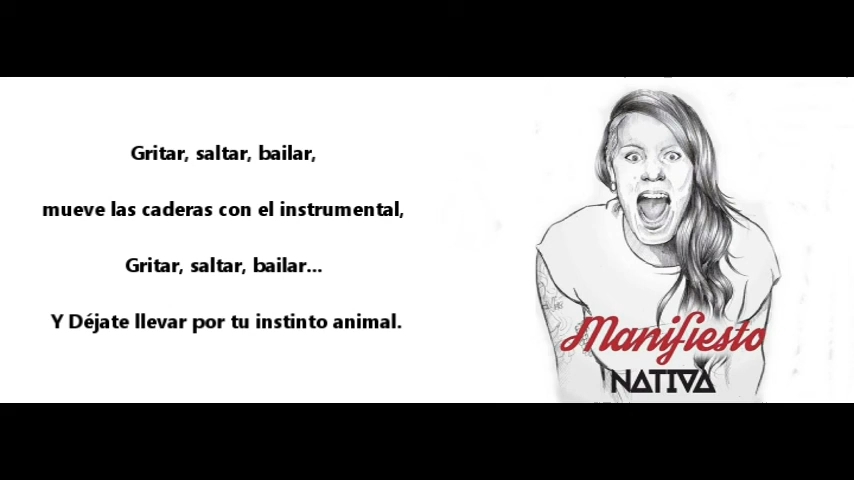 Gritar, saltar, bailar,
mueve las caderas con el instrumental,
Gritar, saltar, bailar...
Y Déjate llevar por tu instinto animal.
Manifiesto
NATIVA